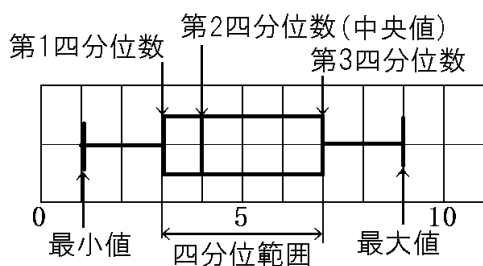 第2四分位数(中央値)
第1四分位数
第3四分位数
0 5 10
最小値 四分位範囲 最大値